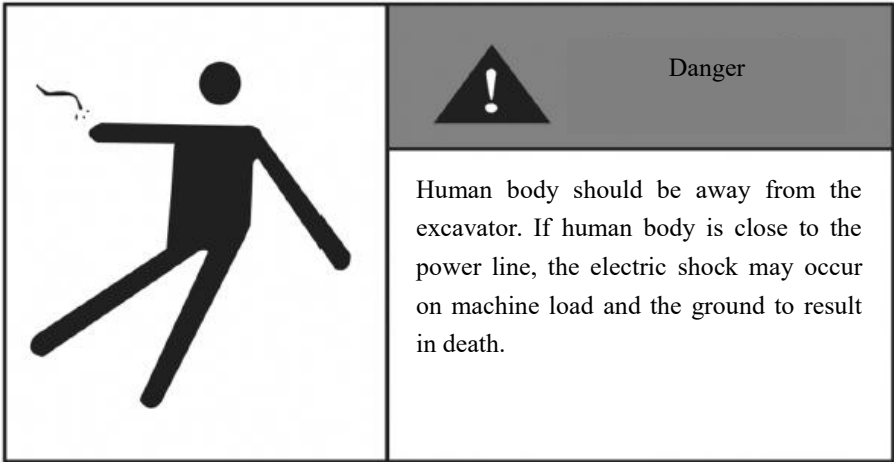 Danger
Human body should be away from the
excavator. If human body is close to the
power line, the electric shock may occur
on machine load and the ground to result
in death.